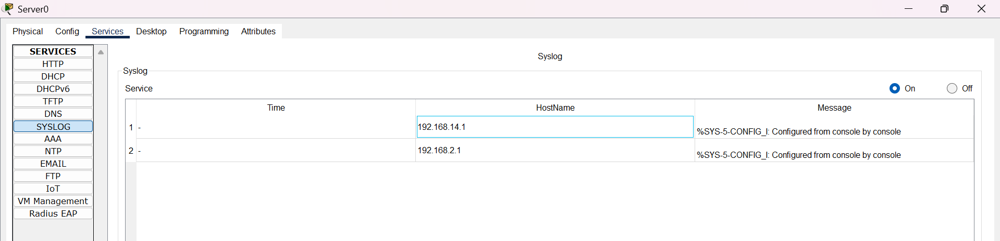 Server0
Physical Config Services Desktop Programming Attributes
SERVICES
HTTP
DHCP
DHCPv6
TFTP
DNS
SYSLOG
AAA
NTP
EMAIL
FTP
IoT
VM Management
Radius EAP
Syslog
Syslog
Service On Off
Time HostName Message
1 - 192.168.14.1 %SYS-5-CONFIG_I: Configured from console by console
2 - 192.168.2.1 %SYS-5-CONFIG_I: Configured from console by console